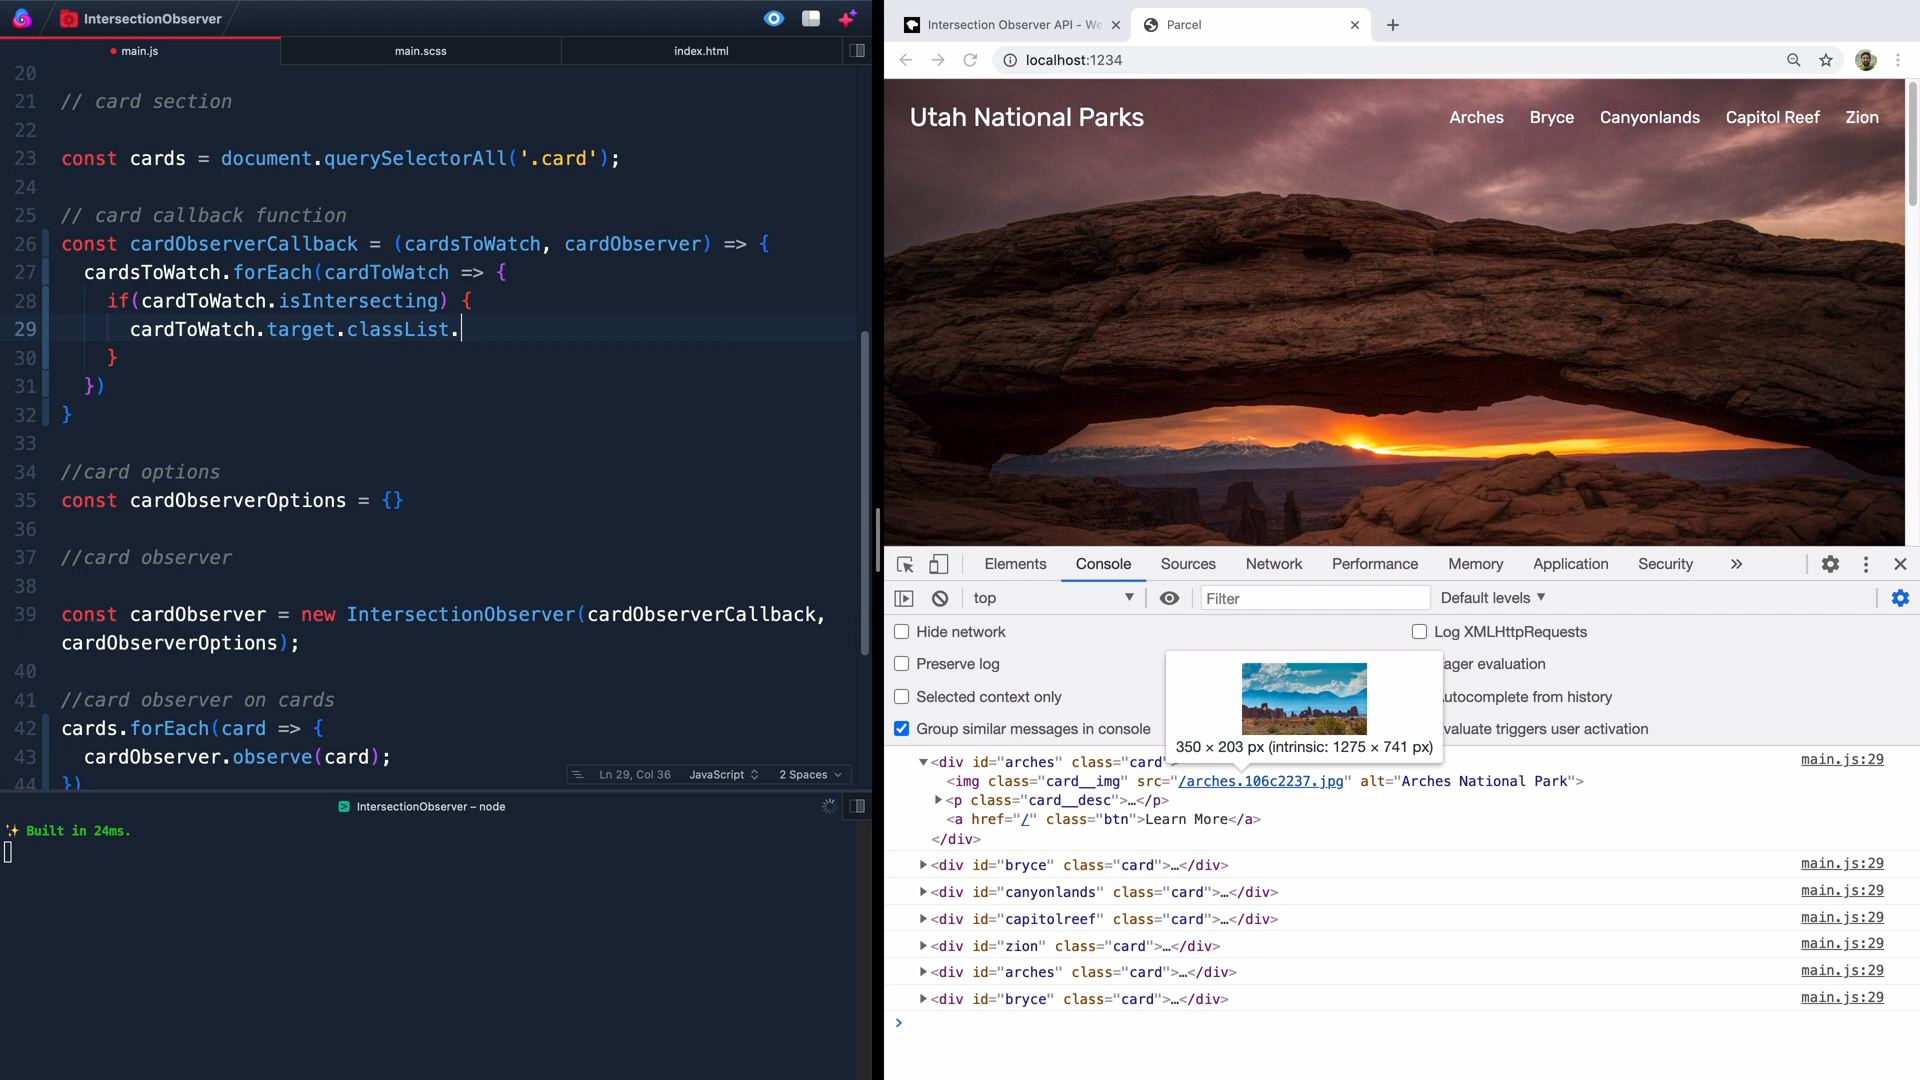 IntersectionObserver
main.js
main.scss
index.html
20
21 // card section
22
23 const cards = document.querySelectorAll('.card');
24
25 // card callback function
26 const cardObserverCallback = (cardsToWatch, cardObserver) => {
27 cardsToWatch.forEach(cardToWatch => {
28 if(cardToWatch.isIntersecting) {
29 cardToWatch.target.classList.
30 }
31 })
32 }
33
34 //card options
35 const cardObserverOptions = {}
36
37 //card observer
38
39 const cardObserver = new IntersectionObserver(cardObserverCallback,
cardObserverOptions);
40
41 //card observer on cards
42 cards.forEach(card => {
43 cardObserver.observe(card);
44 })
Ln 29, Col 36 JavaScript 2 Spaces
IntersectionObserver – node
Built in 24ms.
Intersection Observer API - We
Parcel
localhost:1234
Utah National Parks
Arches Bryce Canyonlands Capitol Reef Zion
Elements Console Sources Network Performance Memory Application Security »
top
Filter
Default levels ▼
Hide network
Log XMLHttpRequests
Preserve log
ager evaluation
Selected context only
utocomplete from history
Group similar messages in console
valuate triggers user activation
350 × 203 px (intrinsic: 1275 × 741 px)
▼<div id="arches" class="card" main.js:29
<img class="card__img" src="/arches.106c2237.jpg" alt="Arches National Park">
▶<p class="card__desc">…</p>
<a href="/" class="btn">Learn More</a>
</div>
▶<div id="bryce" class="card">…</div> main.js:29
▶<div id="canyonlands" class="card">…</div> main.js:29
▶<div id="capitolreef" class="card">…</div> main.js:29
▶<div id="zion" class="card">…</div> main.js:29
▶<div id="arches" class="card">…</div> main.js:29
▶<div id="bryce" class="card">…</div> main.js:29
>